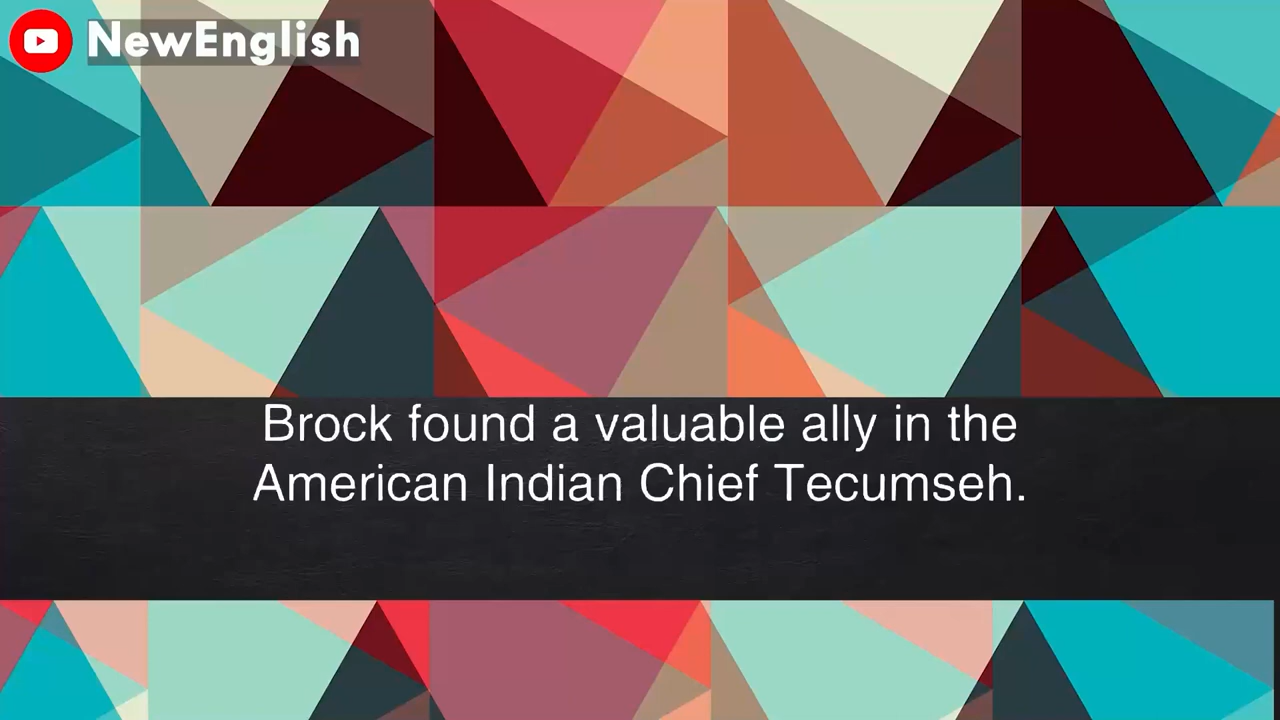 NewEnglish
Brock found a valuable ally in the
American Indian Chief Tecumseh.